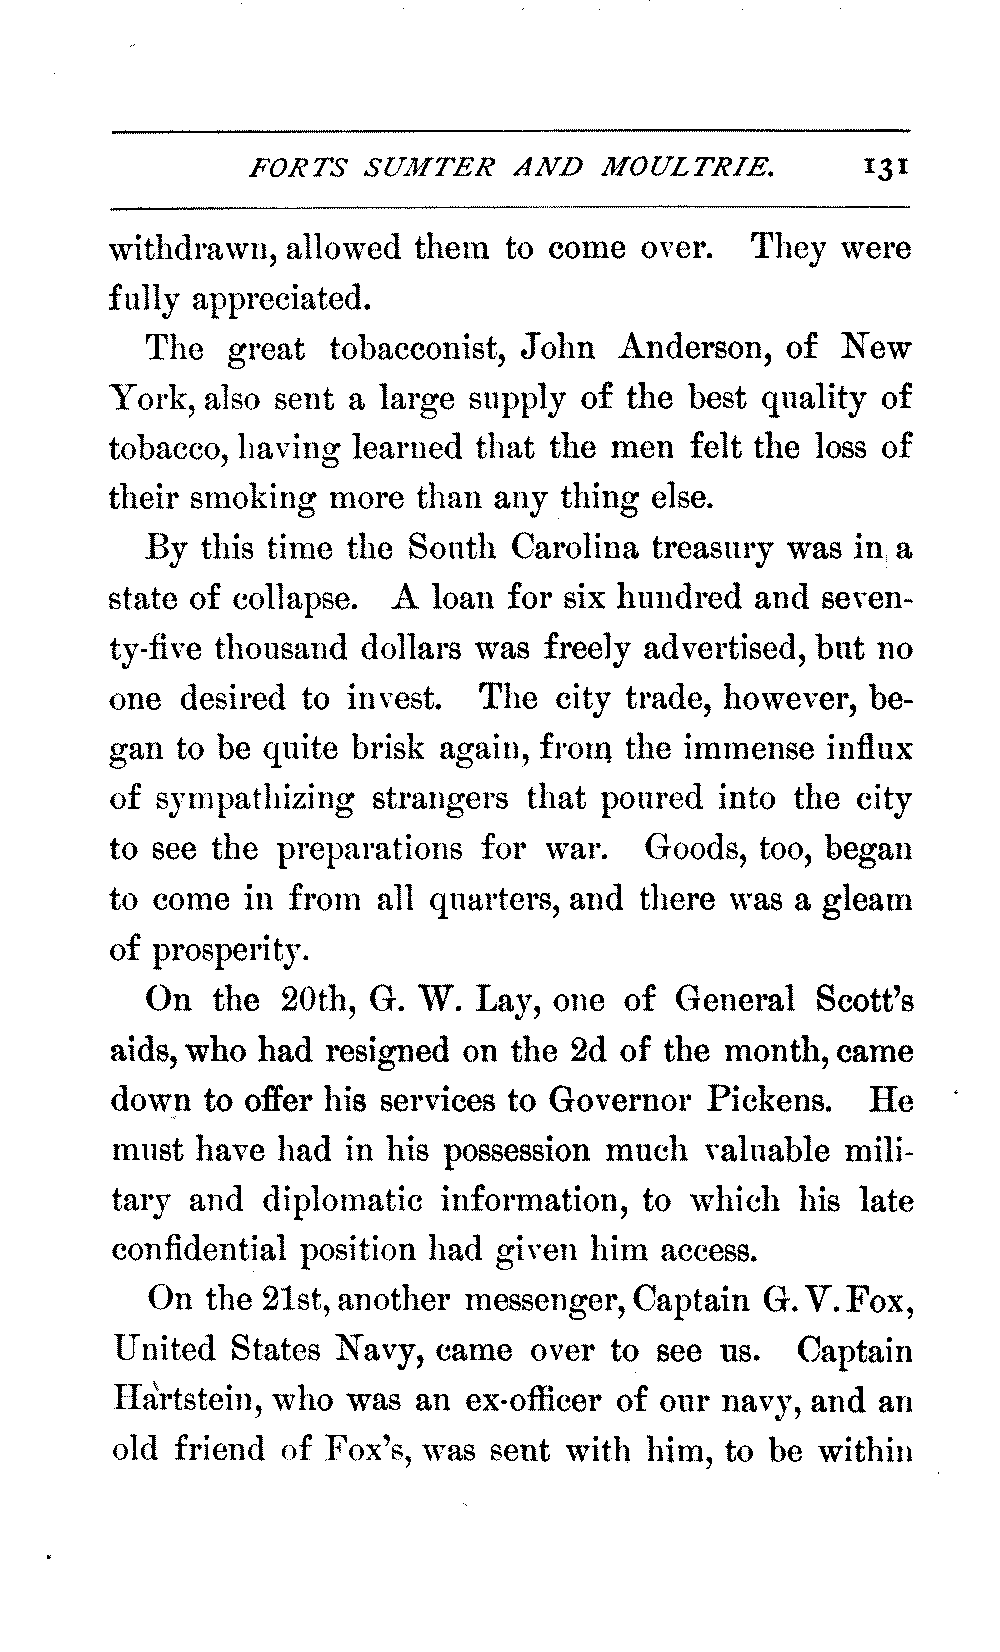 FORTS SUMTER AND MOULTRIE. 131
withdrawn, allowed them to come over. They were
fully appreciated.
The great tobacconist, John Anderson, of New
York, also sent a large supply of the best quality of
tobacco, having learned that the men felt the loss of
their smoking more than any thing else.
By this time the South Carolina treasury was in a
state of collapse. A loan for six hundred and seven-
ty-five thousand dollars was freely advertised, but no
one desired to invest. The city trade, however, be-
gan to be quite brisk again, from the immense influx
of sympathizing strangers that poured into the city
to see the preparations for war. Goods, too, began
to come in from all quarters, and there was a gleam
of prosperity.
On the 20th, G. W. Lay, one of General Scott's
aids, who had resigned on the 2d of the month, came
down to offer his services to Governor Pickens. He
must have had in his possession much valuable mili-
tary and diplomatic information, to which his late
confidential position had given him access.
On the 21st, another messenger, Captain G. V. Fox,
United States Navy, came over to see us. Captain
Hartstein, who was an ex-officer of our navy, and an
old friend of Fox's, was sent with him, to be within